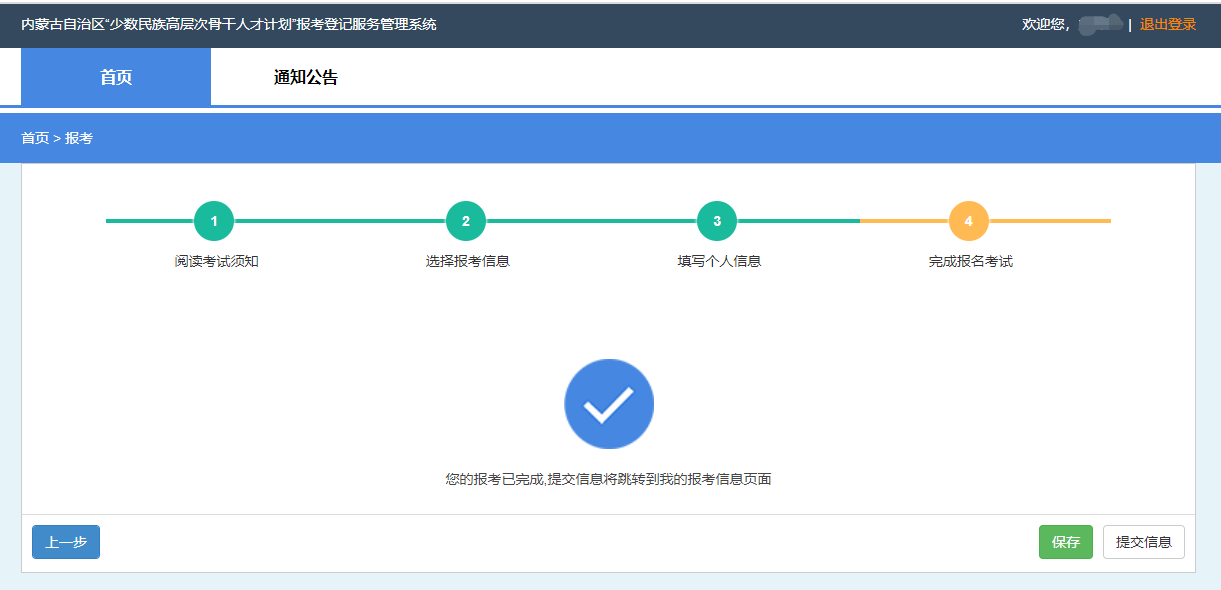 内蒙古自治区“少数民族高层次骨干人才计划”报考登记服务管理系统
欢迎您, | 退出登录
首页 通知公告
首页 > 报考
1 2 3 4
阅读考试须知 选择报考信息 填写个人信息 完成报名考试
您的报考已完成,提交信息将跳转到我的报考信息页面
上一步 保存 提交信息